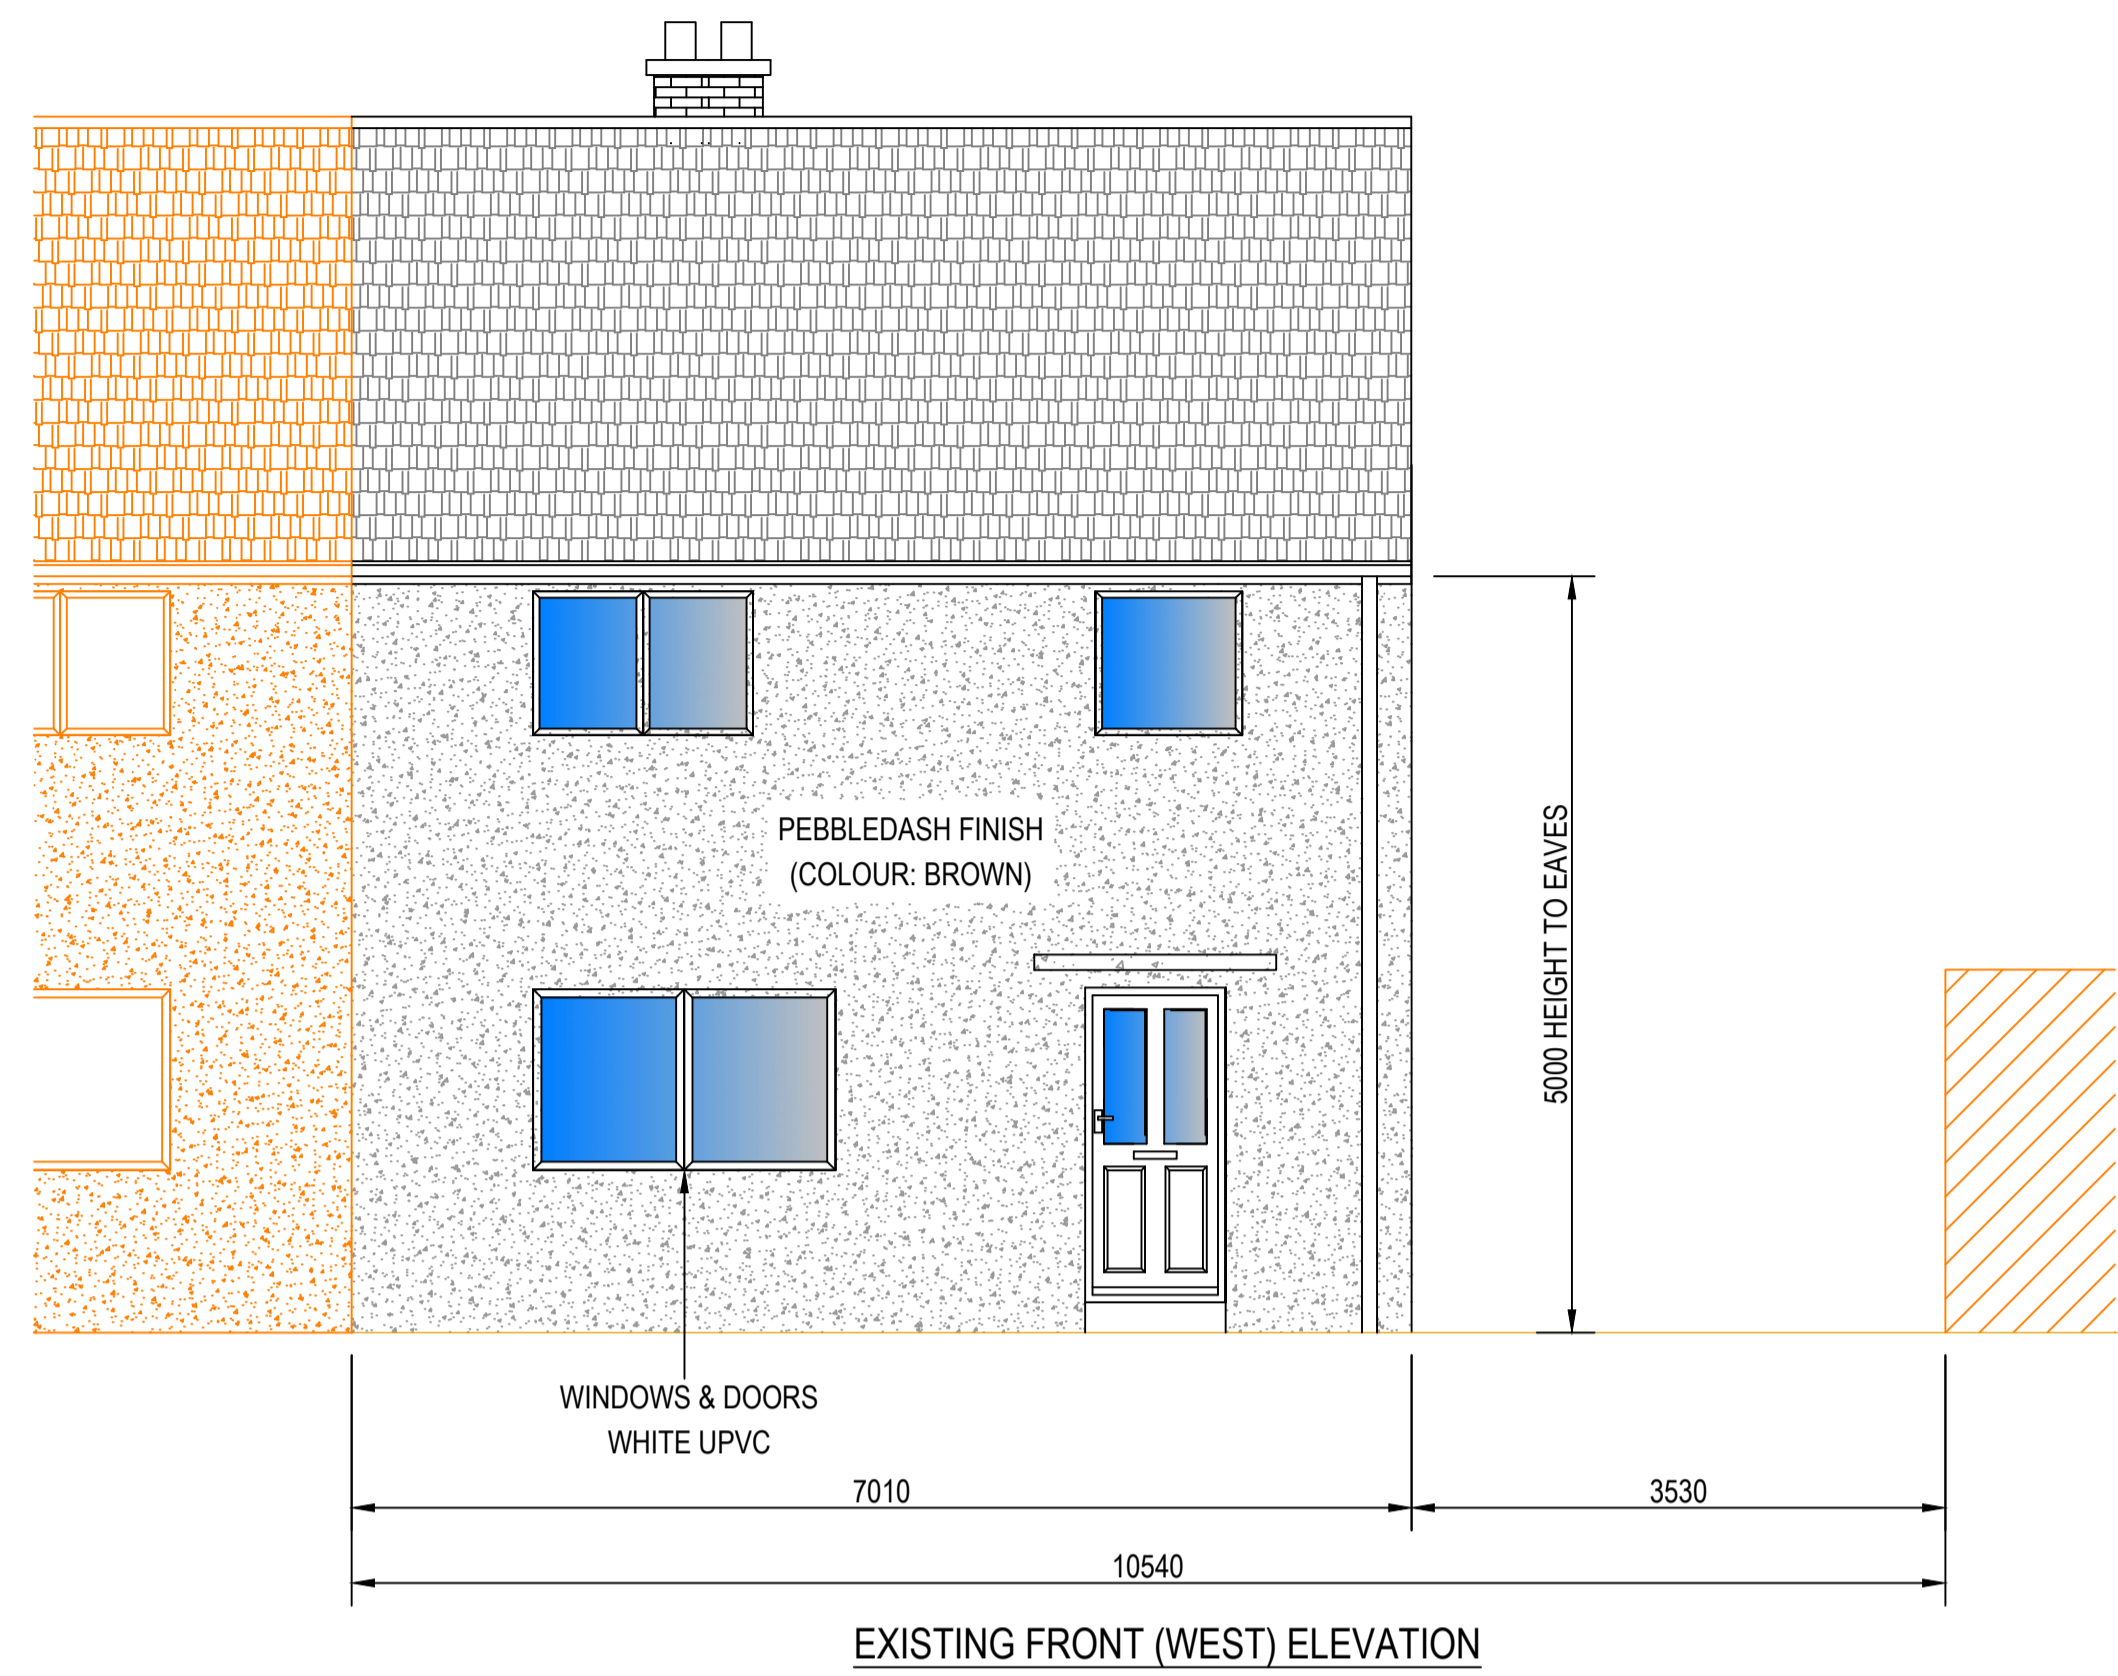 PEBBLEDASH FINISH
(COLOUR: BROWN)
5000 HEIGHT TO EAVES
WINDOWS & DOORS
WHITE UPVC
7010
3530
10540
EXISTING FRONT (WEST) ELEVATION